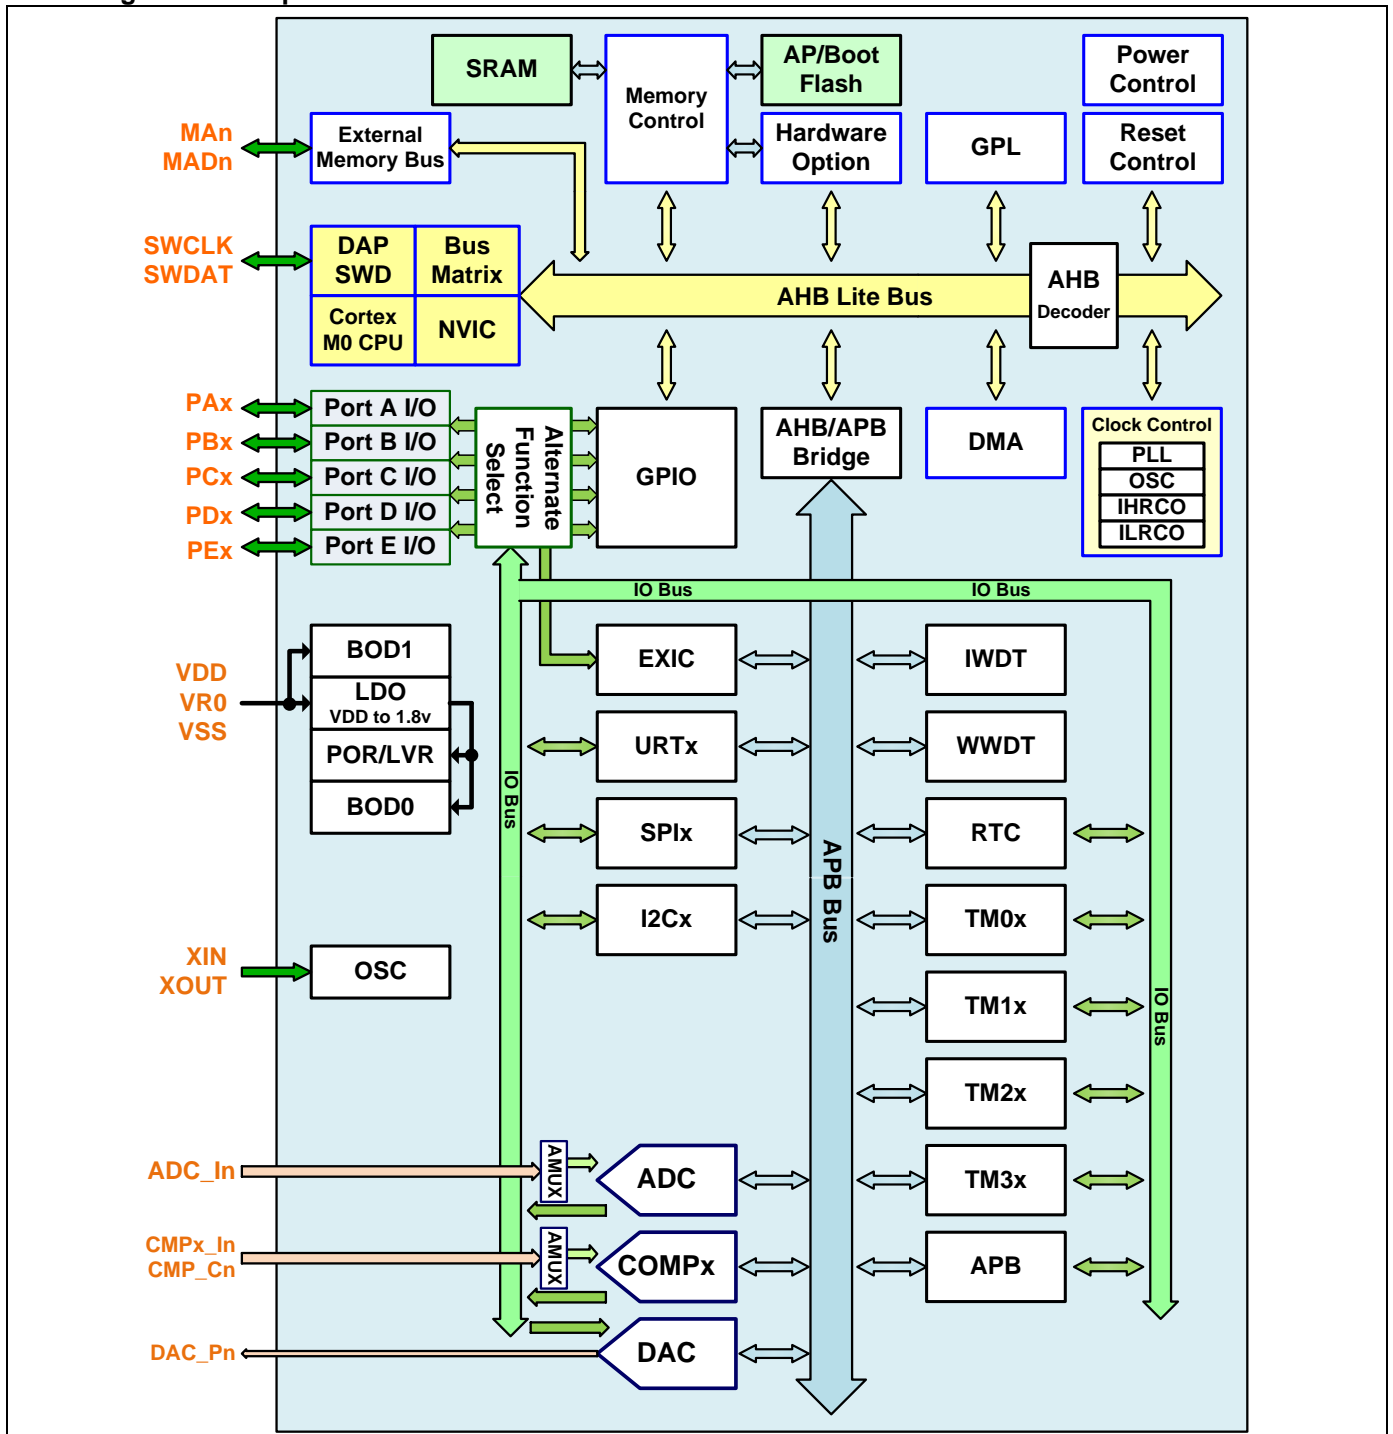 SRAM
Memory
Control
AP/Boot
Flash
Power
Control
MAn
MADn
External
Memory Bus
Hardware
Option
GPL
Reset
Control
SWCLK
SWDAT
DAP
SWD
Bus
Matrix
Cortex
M0 CPU
NVIC
AHB Lite Bus
AHB
Decoder
PAx
PBx
PCx
PDx
PEx
Port A I/O
Port B I/O
Port C I/O
Port D I/O
Port E I/O
Alternate
Function
Select
GPIO
AHB/APB
Bridge
DMA
Clock Control
PLL
OSC
IHRCO
ILRCO
IO Bus
IO Bus
VDD
VR0
VSS
BOD1
LDO
VDD to 1.8v
POR/LVR
BOD0
IO Bus
EXIC
URTx
SPIx
I2Cx
APB Bus
IWDT
WWDT
RTC
TM0x
TM1x
TM2x
TM3x
APB
IO Bus
XIN
XOUT
OSC
ADC_In
AMUX
ADC
CMPx_In
CMP_Cn
AMUX
COMPx
DAC_Pn
DAC